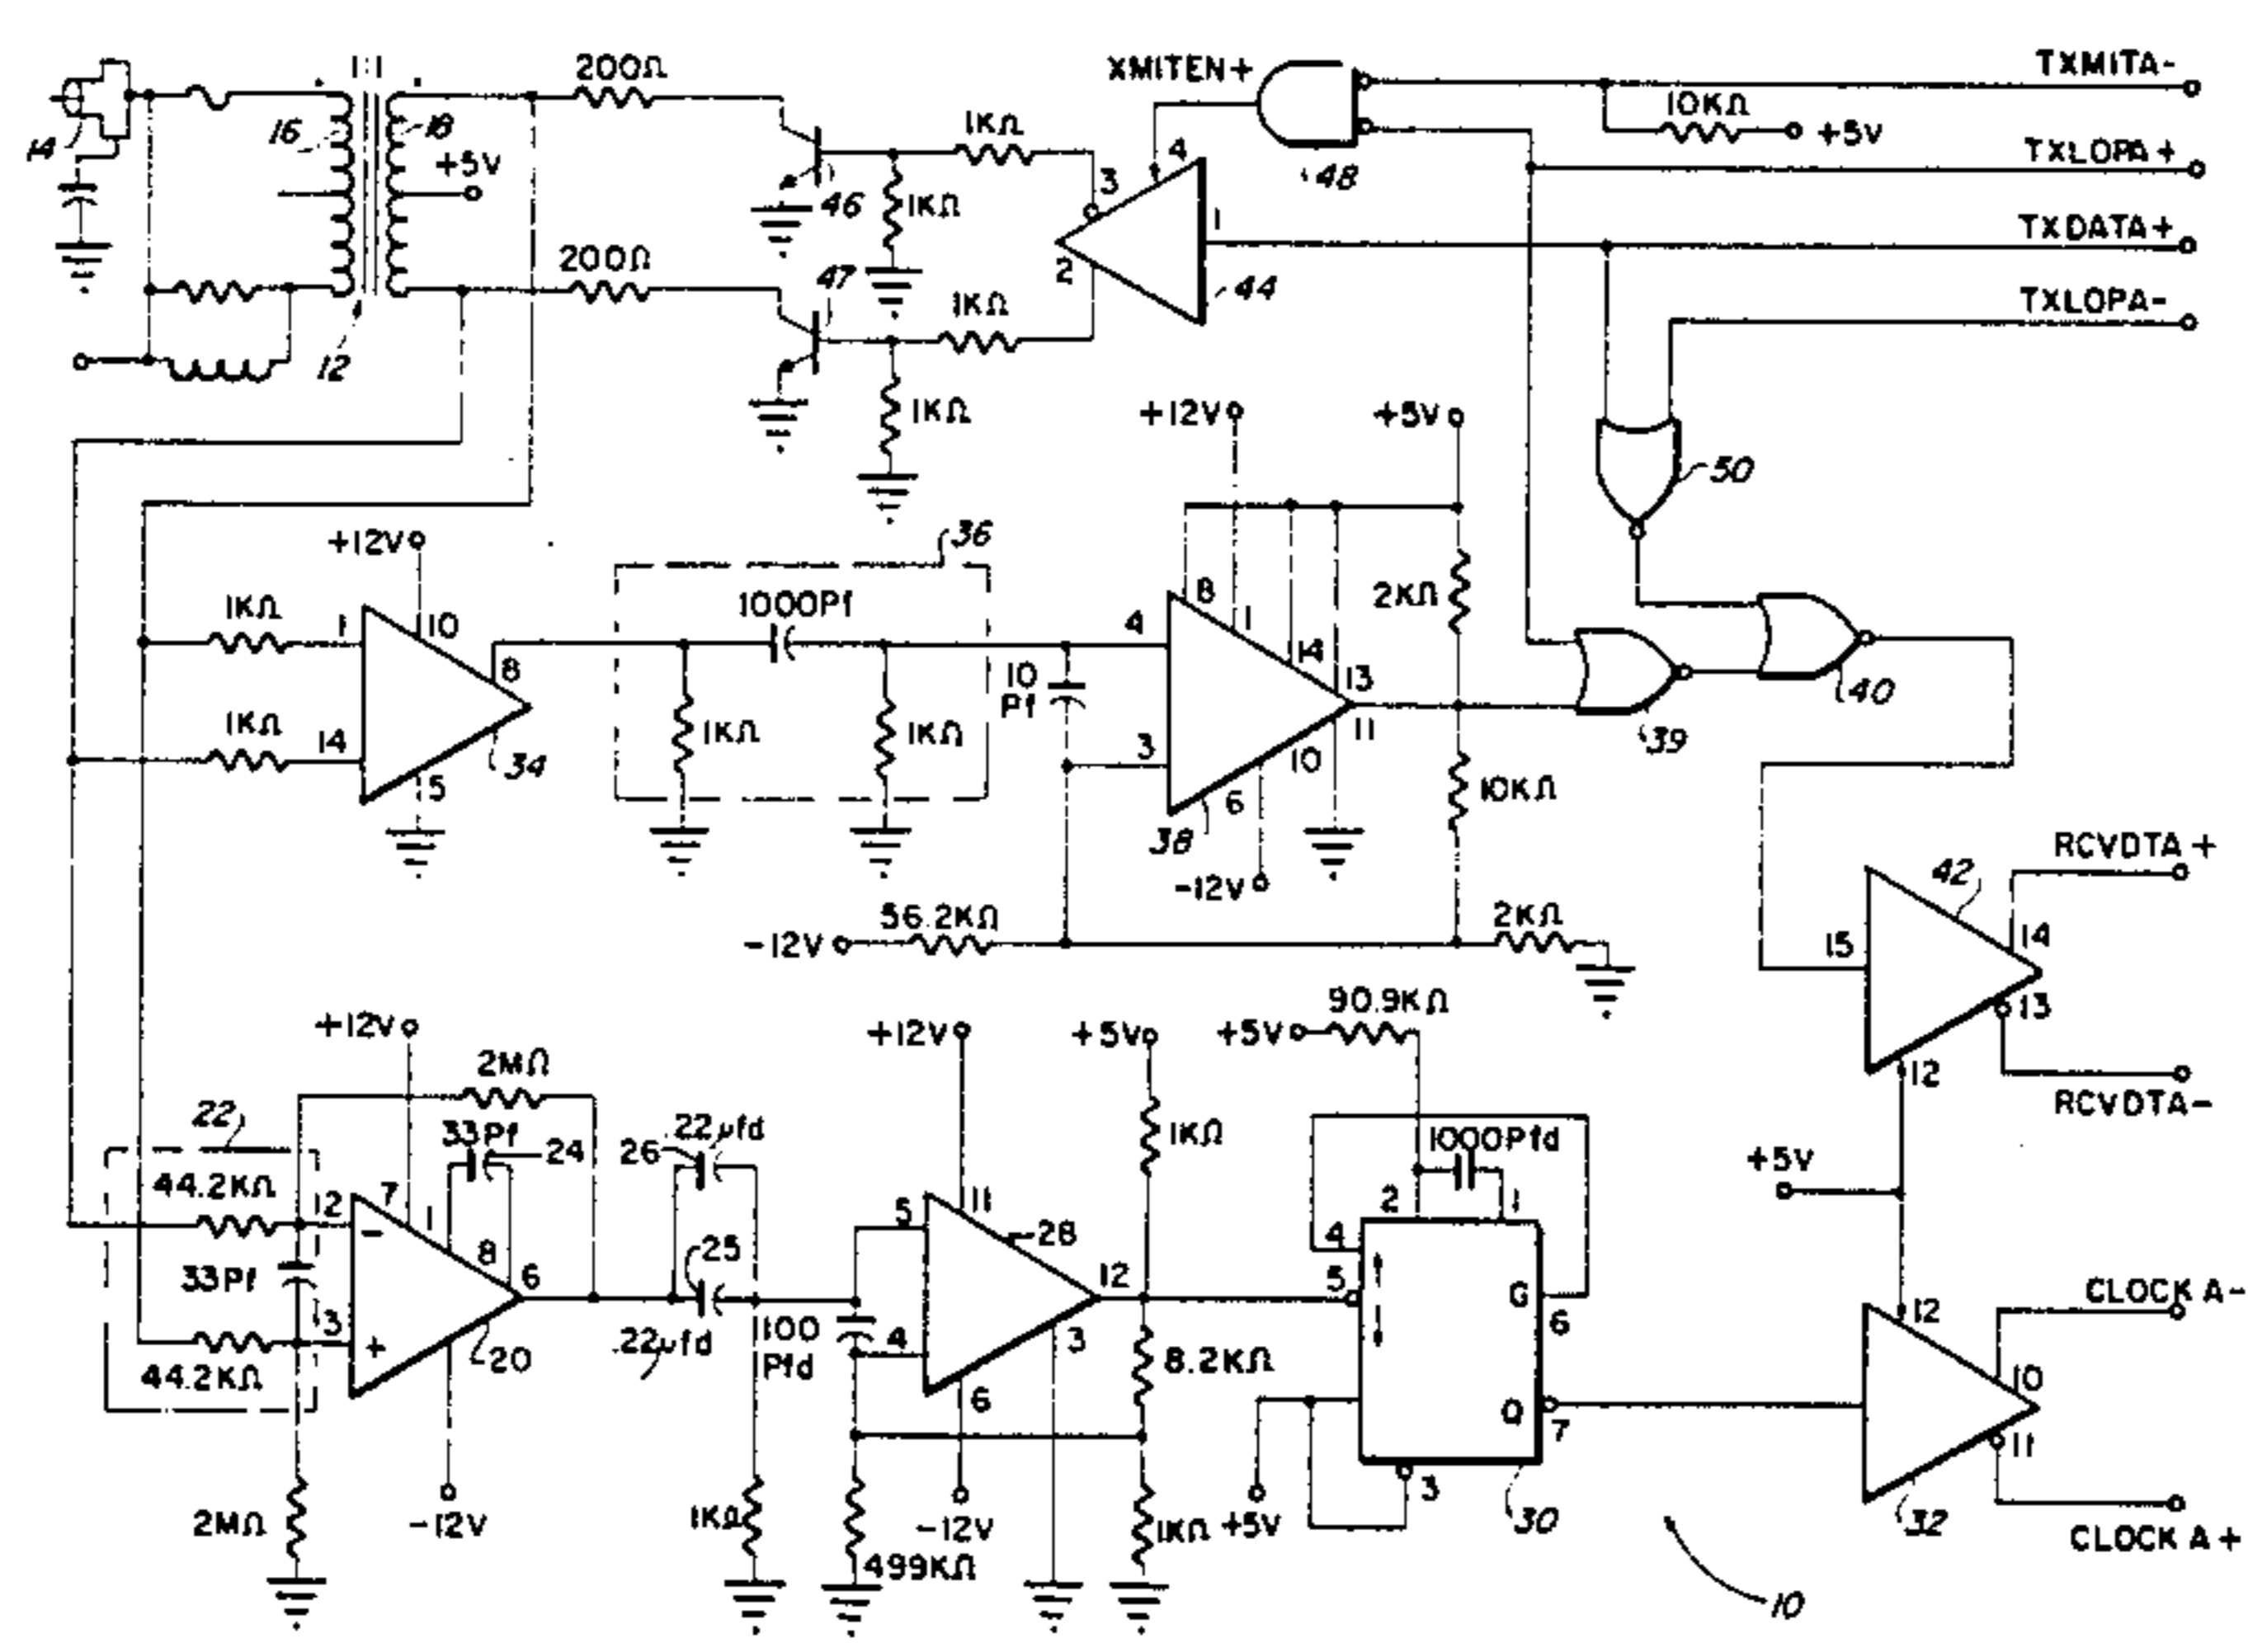 1:1
200Ω
XMITEN+
TXMITA-
14
16
18
+5V
1KΩ
4
10KΩ
+5V
48
TXLOPA+
3
46
1KΩ
1
TXDATA+
200Ω
47
2
44
12
1KΩ
TXLOPA-
1KΩ
+12V
+5V
50
+12V
36
1KΩ
1
10
1000Pf
4
8
1
2KΩ
8
14
1KΩ
14
1KΩ
1KΩ
10
Pf
13
11
39
40
34
5
3
10
6
10KΩ
38
-12V
RCVDTA+
42
-12V
56.2KΩ
2KΩ
15
14
90.9KΩ
13
+12V
2MΩ
+12V
+5V
+5V
12
RCVDTA-
22
33Pf
24
26
.22μfd
1KΩ
1000Pfd
+5V
44.2KΩ
2
-
7
1
8
11
28
2
1
4
33Pf
6
25
5
12
5
G
6
CLOCK A-
3
+
20
44.2KΩ
.22μfd
100
Pfd
4
3
8.2KΩ
12
10
6
Q
7
11
2MΩ
-12V
1KΩ
499KΩ
-12V
1KΩ
+5V
3
30
32
CLOCK A+
10